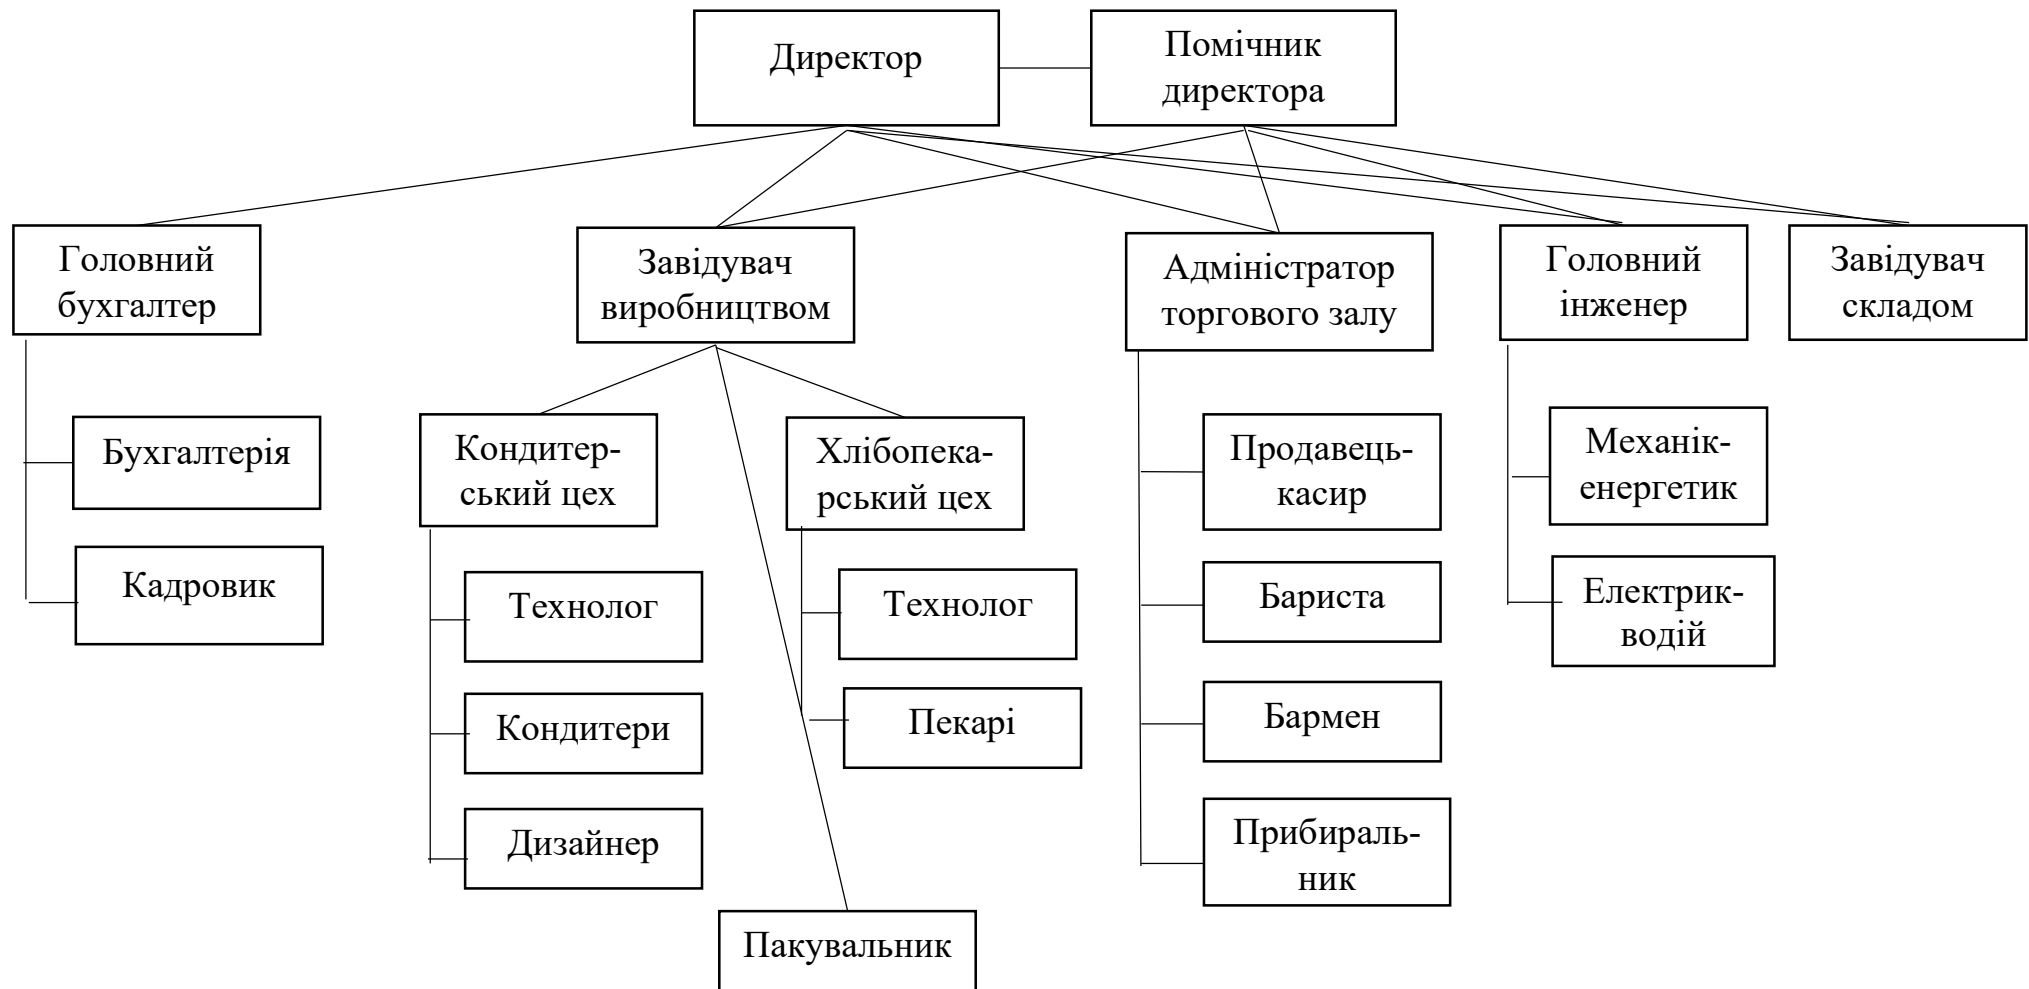 Директор
Помічник
директора
Головний
бухгалтер
Завідувач
виробництвом
Адміністратор
торгового залу
Головний
інженер
Завідувач
складом
Бухгалтерія
Кадровик
Кондитер-
ський цех
Технолог
Кондитери
Дизайнер
Хлібопека-
рський цех
Технолог
Пекарі
Пакувальник
Продавець-
касир
Бариста
Бармен
Прибираль-
ник
Механік-
енергетик
Електрик-
водій